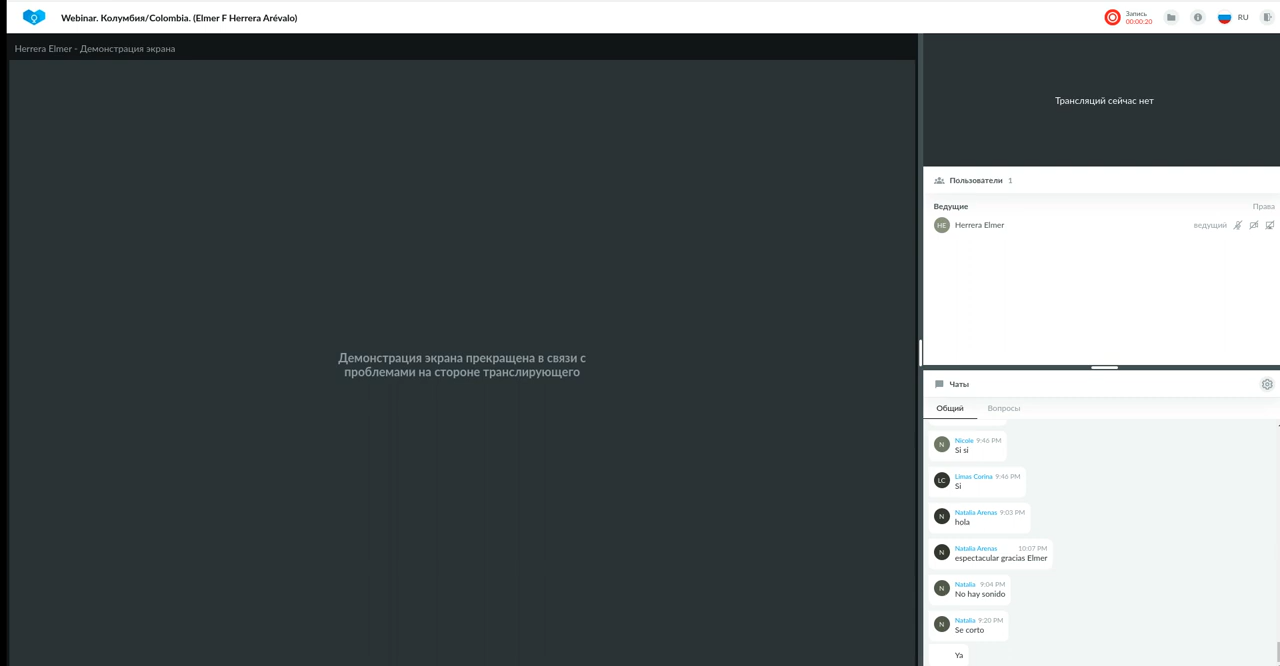 Webinar. Колумбия/Colombia. (Elmer F Herrera Arévalo)
Запись
00:00:20
RU
Herrera Elmer - Демонстрация экрана
Демонстрация экрана прекращена в связи с
проблемами на стороне транслирующего
Трансляций сейчас нет
Пользователи 1
Ведущие Права
HE Herrera Elmer ведущий
Чаты
Общий Вопросы
N Nicole 9:46 PM
Si si
LC Limas Corina 9:46 PM
Si
N Natalia Arenas 9:03 PM
hola
N Natalia Arenas 10:07 PM
espectacular gracias Elmer
N Natalia 9:04 PM
No hay sonido
N Natalia 9:20 PM
Se corto
Ya